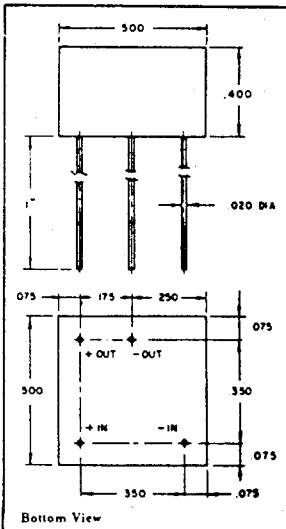 .500
.400
1"
.020 DIA
.075 .175 .250
.075
+ OUT - OUT
.500
.350
+ IN - IN
.075
.350 .075
Bottom View